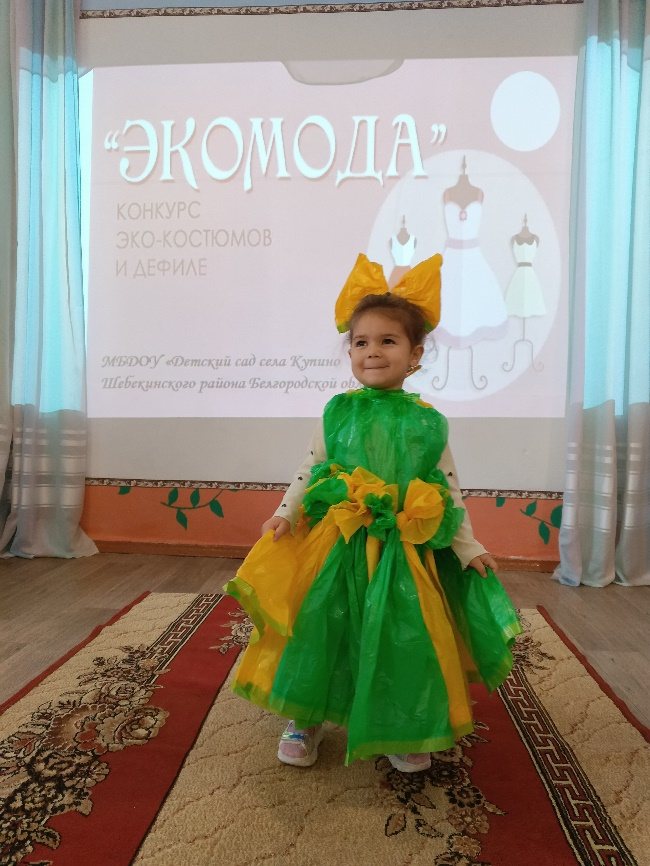 “ЭКОМОДА”
КОНКУРС
ЭКО-КОСТЮМОВ
И ДЕФИЛЕ
МБДОУ «Детский сад села Купино
Шебекинского района Белгородской